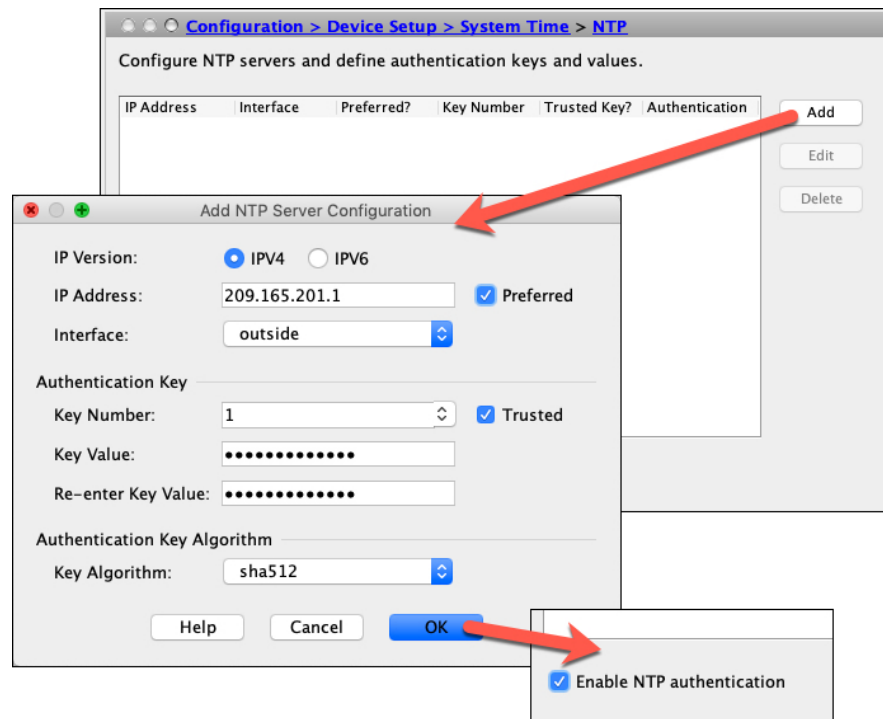 Configuration > Device Setup > System Time > NTP
Configure NTP servers and define authentication keys and values.
IP Address Interface Preferred? Key Number Trusted Key? Authentication
Add
Edit
Delete
Add NTP Server Configuration
IP Version: IPV4 IPV6
IP Address: 209.165.201.1 Preferred
Interface: outside
Authentication Key
Key Number: 1 Trusted
Key Value: •••••••••••••
Re-enter Key Value: •••••••••••••
Authentication Key Algorithm
Key Algorithm: sha512
Help Cancel OK
Enable NTP authentication